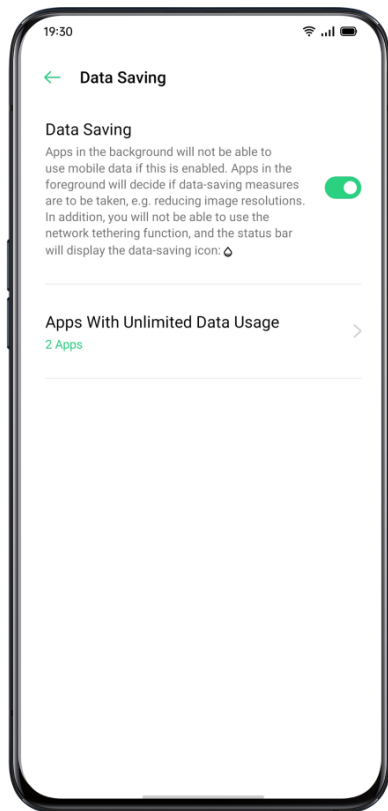 19:30
Data Saving
Data Saving
Apps in the background will not be able to
use mobile data if this is enabled. Apps in the
foreground will decide if data-saving measures
are to be taken, e.g. reducing image resolutions.
In addition, you will not be able to use the
network tethering function, and the status bar
will display the data-saving icon:
Apps With Unlimited Data Usage
2 Apps